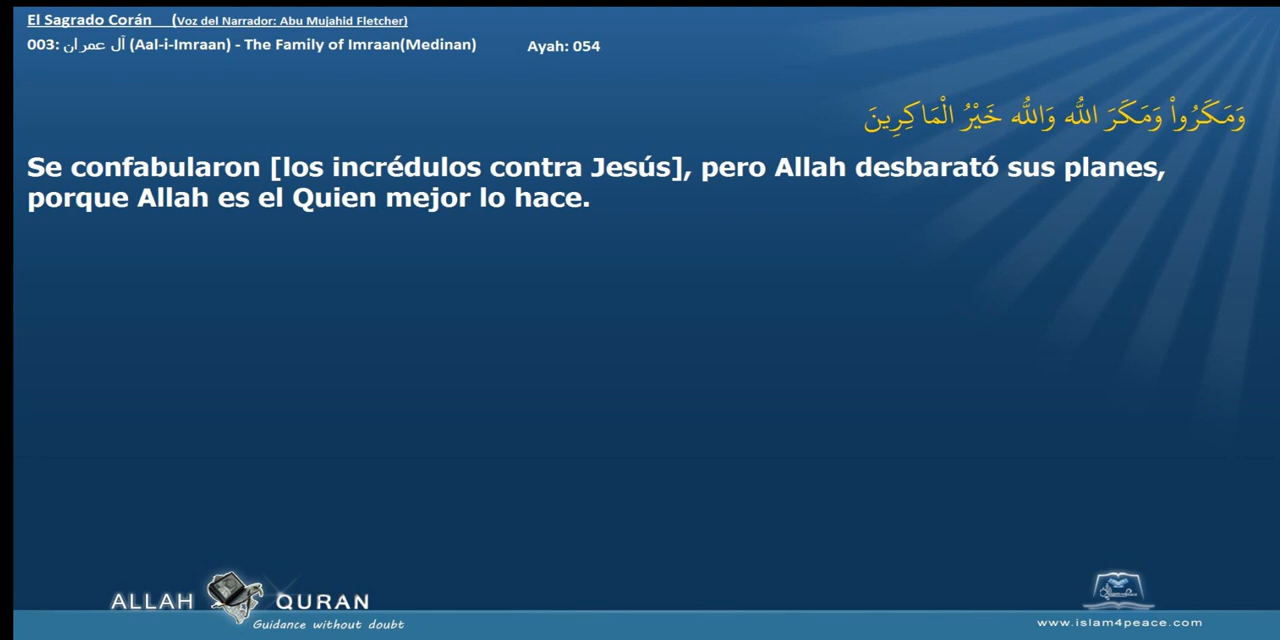 El Sagrado Corán (Voz del Narrador: Abu Mujahid Fletcher)
003: آل عمران (Aal-i-Imraan) - The Family of Imraan(Medinan) Ayah: 054
وَمَكَرُواْ وَمَكَرَ اللّه وَاللّه خَيْرُ الْمَاكِرِينَ
Se confabularon [los incrédulos contra Jesús], pero Allah desbarató sus planes,
porque Allah es el Quien mejor lo hace.
ALLAH QURAN
Guidance without doubt
www.islam4peace.com